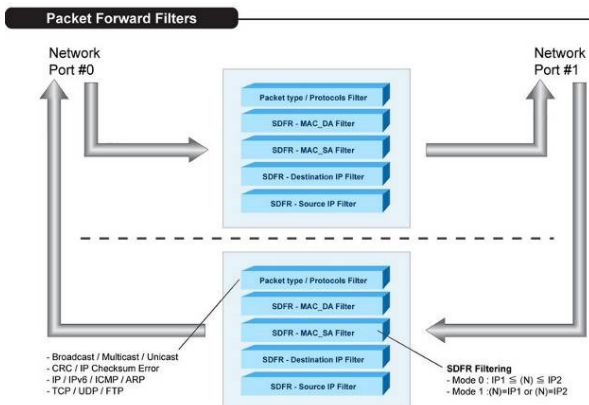 Packet Forward Filters
Network
Port #0
Network
Port #1
Packet type / Protocols Filter
SDFR - MAC_DA Filter
SDFR - MAC_SA Filter
SDFR - Destination IP Filter
SDFR - Source IP Filter
Packet type / Protocols Filter
SDFR - MAC_DA Filter
SDFR - MAC_SA Filter
SDFR - Destination IP Filter
SDFR - Source IP Filter
- Broadcast / Multicast / Unicast
- CRC / IP Checksum Error
- IP / IPv6 / ICMP / ARP
- TCP / UDP / FTP
SDFR Filtering
- Mode 0 : IP1 ≦ (N) ≦ IP2
- Mode 1 :(N)=IP1 or (N)=IP2